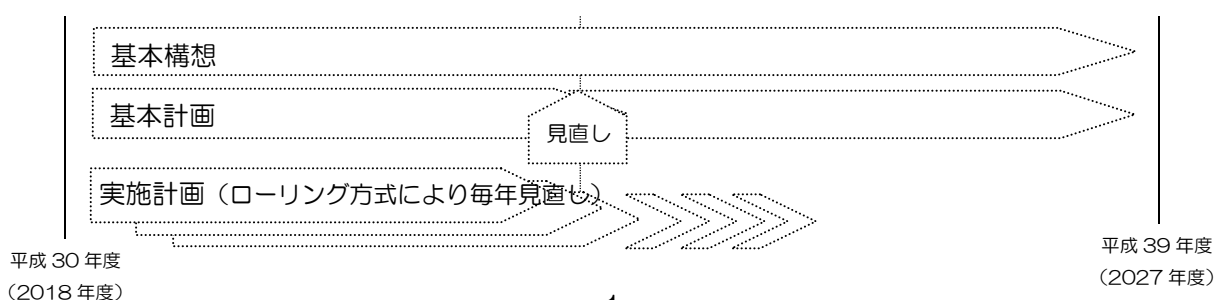 基本構想
基本計画
見直し
実施計画（ローリング方式により毎年見直し）
平成 30 年度
（2018 年度）
平成 39 年度
（2027 年度）